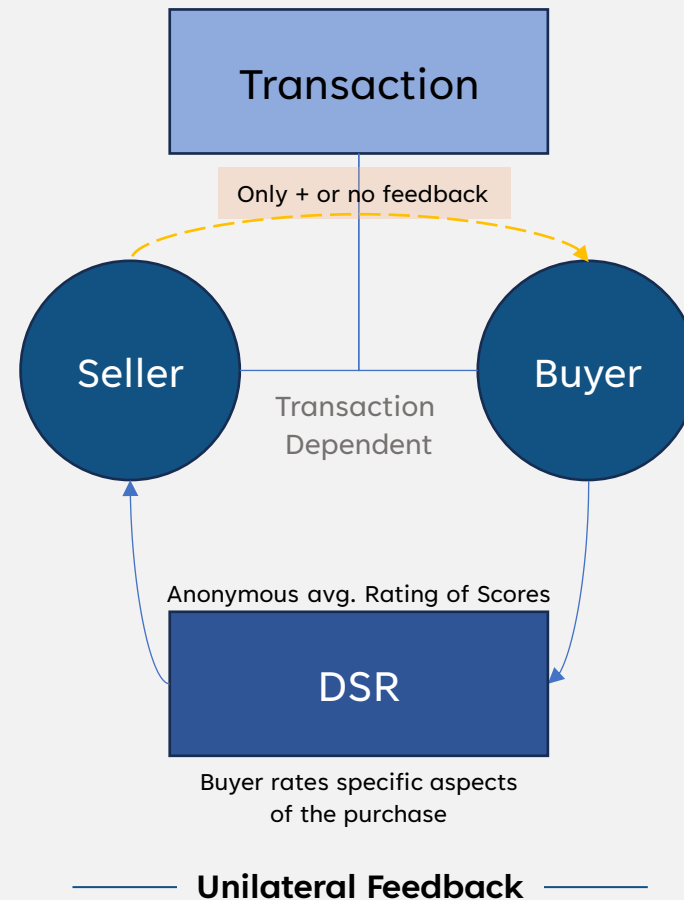 Transaction
Only + or no feedback
Seller
Buyer
Transaction
Dependent
Anonymous avg. Rating of Scores
DSR
Buyer rates specific aspects
of the purchase
Unilateral Feedback